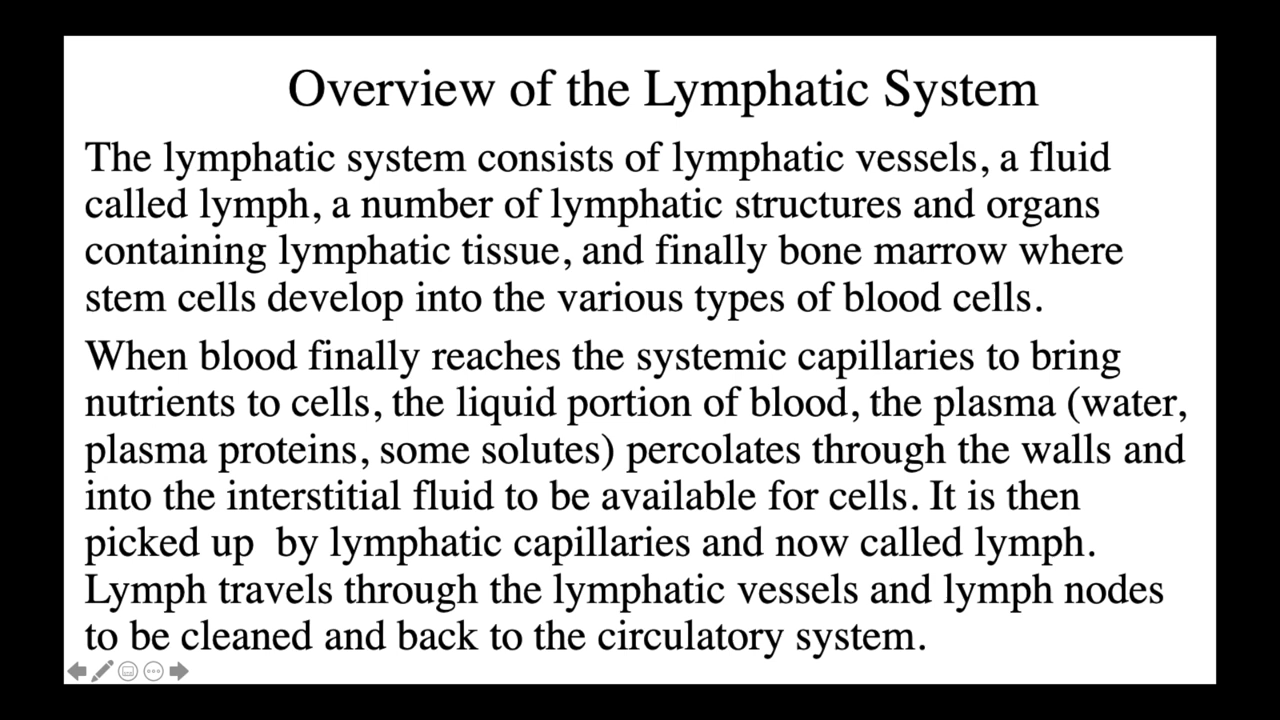 Overview of the Lymphatic System
The lymphatic system consists of lymphatic vessels, a fluid
called lymph, a number of lymphatic structures and organs
containing lymphatic tissue, and finally bone marrow where
stem cells develop into the various types of blood cells.
When blood finally reaches the systemic capillaries to bring
nutrients to cells, the liquid portion of blood, the plasma (water,
plasma proteins, some solutes) percolates through the walls and
into the interstitial fluid to be available for cells. It is then
picked up  by lymphatic capillaries and now called lymph.
Lymph travels through the lymphatic vessels and lymph nodes
to be cleaned and back to the circulatory system.